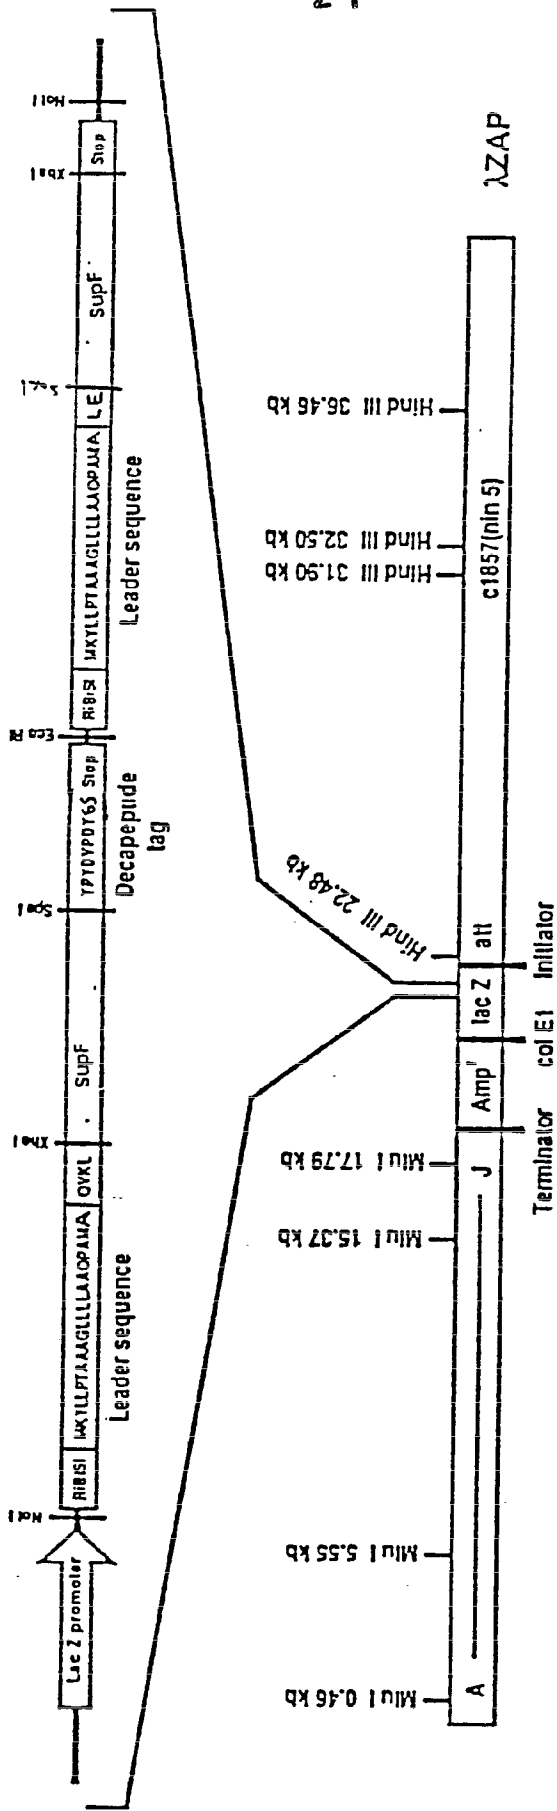 Lac Z promoter
Not I
RIBISI
MKYLLPTAAAGLLLLAAQPAMA
QVKL
Leader sequence
Xho I
SupF
Spe I
YPYDVPDYGS Stop
Decapepude
tag
Eco RI
RIBISI
MKYLLPTAAAGLLLLAAQPAMA
LE
Leader sequence
SupF
Xba I
Stop
Not I
Mlu I 0.46 kb
Mlu I 5.55 kb
Mlu I 15.37 kb
Mlu I 17.79 kb
Hind III 22.48 kb
Hind III 31.90 kb
Hind III 32.50 kb
Hind III 36.46 kb
A
J
Ampʳ
lac Z
att
c1857(nin 5)
λZAP
Terminator
col E1
Initiator